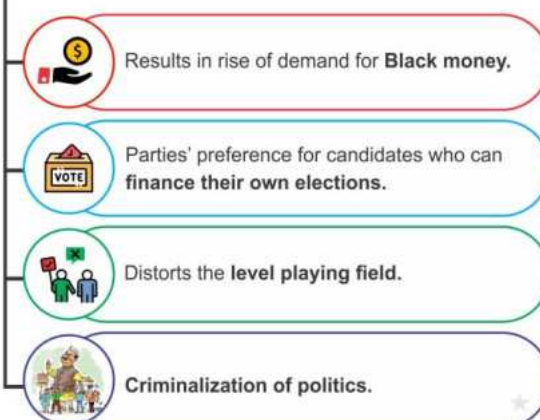 Results in rise of demand for Black money.
VOTE
Parties' preference for candidates who can
finance their own elections.
Distorts the level playing field.
Criminalization of politics.